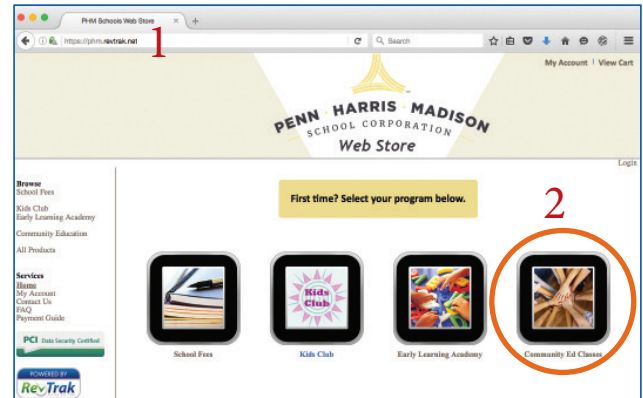 PHM Schools Web Store
1
https://phm.revtrak.net
Search
My Account | View Cart
PENN HARRIS MADISON
SCHOOL CORPORATION
Web Store
Login
Browse
School Fees
Kids Club
Early Learning Academy
Community Education
All Products
Services
Home
My Account
Contact Us
FAQ
Payment Guide
PCI Data Security Certified
POWERED BY
RevTrak
First time? Select your program below.
2
Kids
Club
School Fees
Kids Club
Early Learning Academy
Community Ed Classes